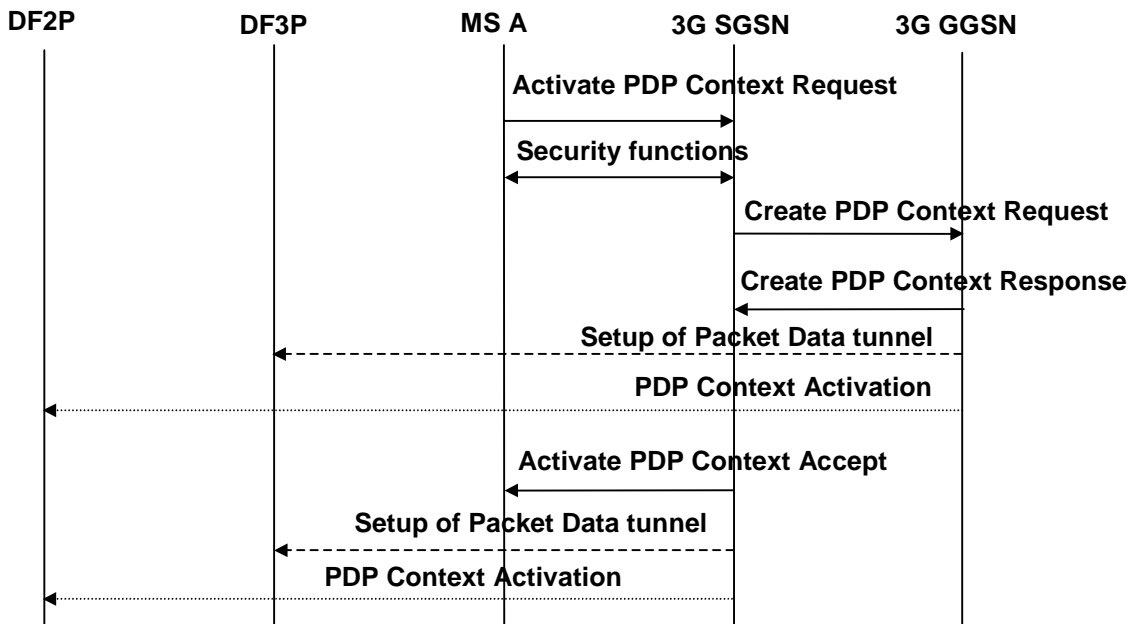 DF2P
DF3P
MS A
3G SGSN
3G GGSN
Activate PDP Context Request
Security functions
Create PDP Context Request
Create PDP Context Response
Setup of Packet Data tunnel
PDP Context Activation
Activate PDP Context Accept
Setup of Packet Data tunnel
PDP Context Activation